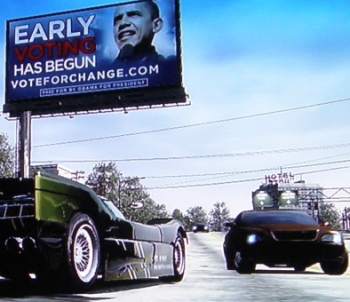 EARLY
VOTING
HAS BEGUN
VOTEFORCHANGE.COM
PAID FOR BY OBAMA FOR PRESIDENT
HOTEL